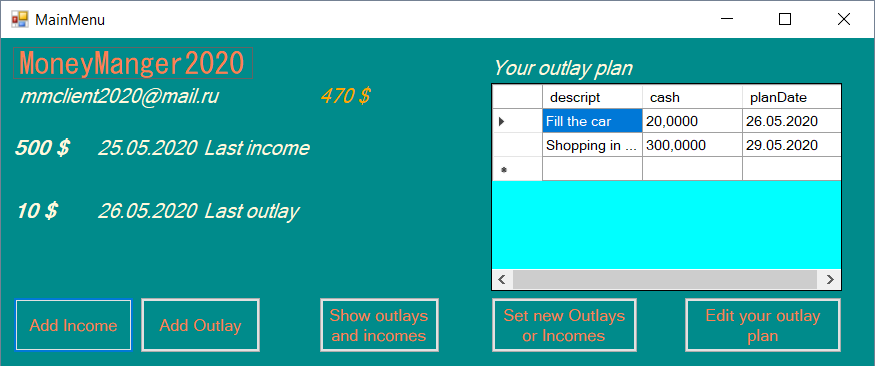 MainMenu
MoneyManger2020
mmclient2020@mail.ru 470 $
500 $ 25.05.2020 Last income
10 $ 26.05.2020 Last outlay
Your outlay plan
descript cash planDate
Fill the car 20,0000 26.05.2020
Shopping in ... 300,0000 29.05.2020
Add Income
Add Outlay
Show outlays
and incomes
Set new Outlays
or Incomes
Edit your outlay
plan